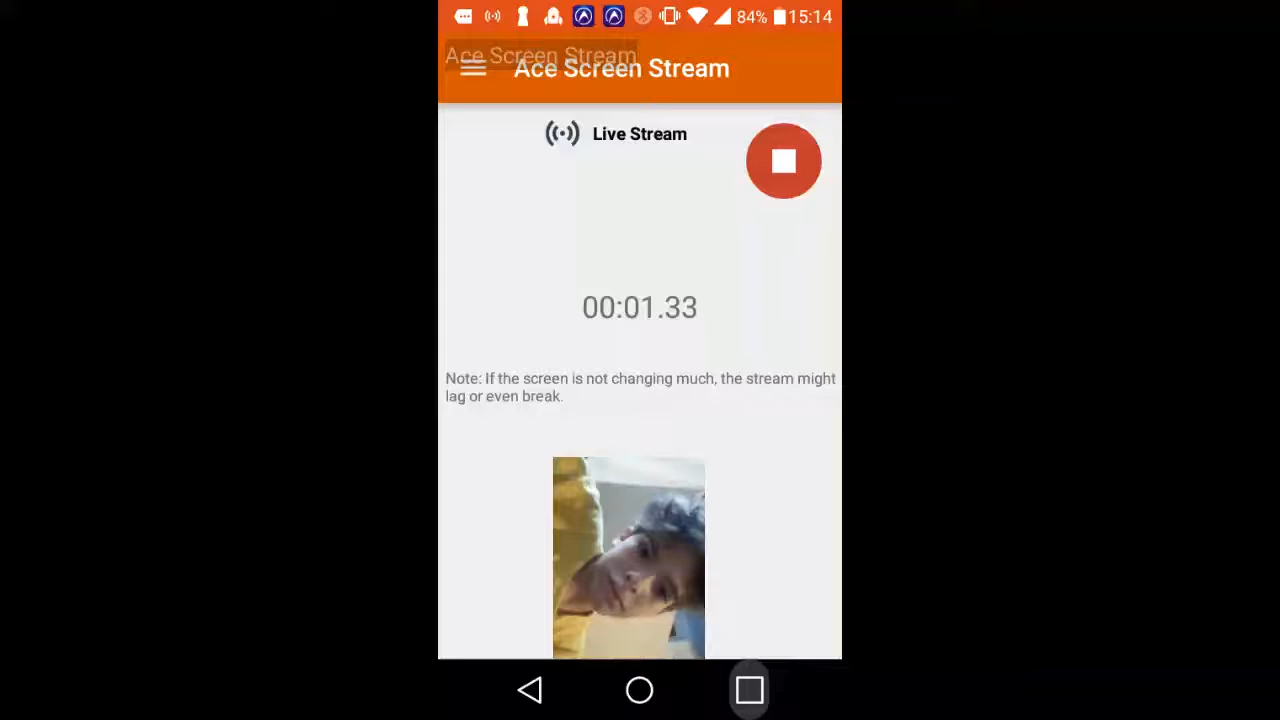 84% 15:14
Ace Screen Stream
Ace Screen Stream
Live Stream
00:01.33
Note: If the screen is not changing much, the stream might
lag or even break.